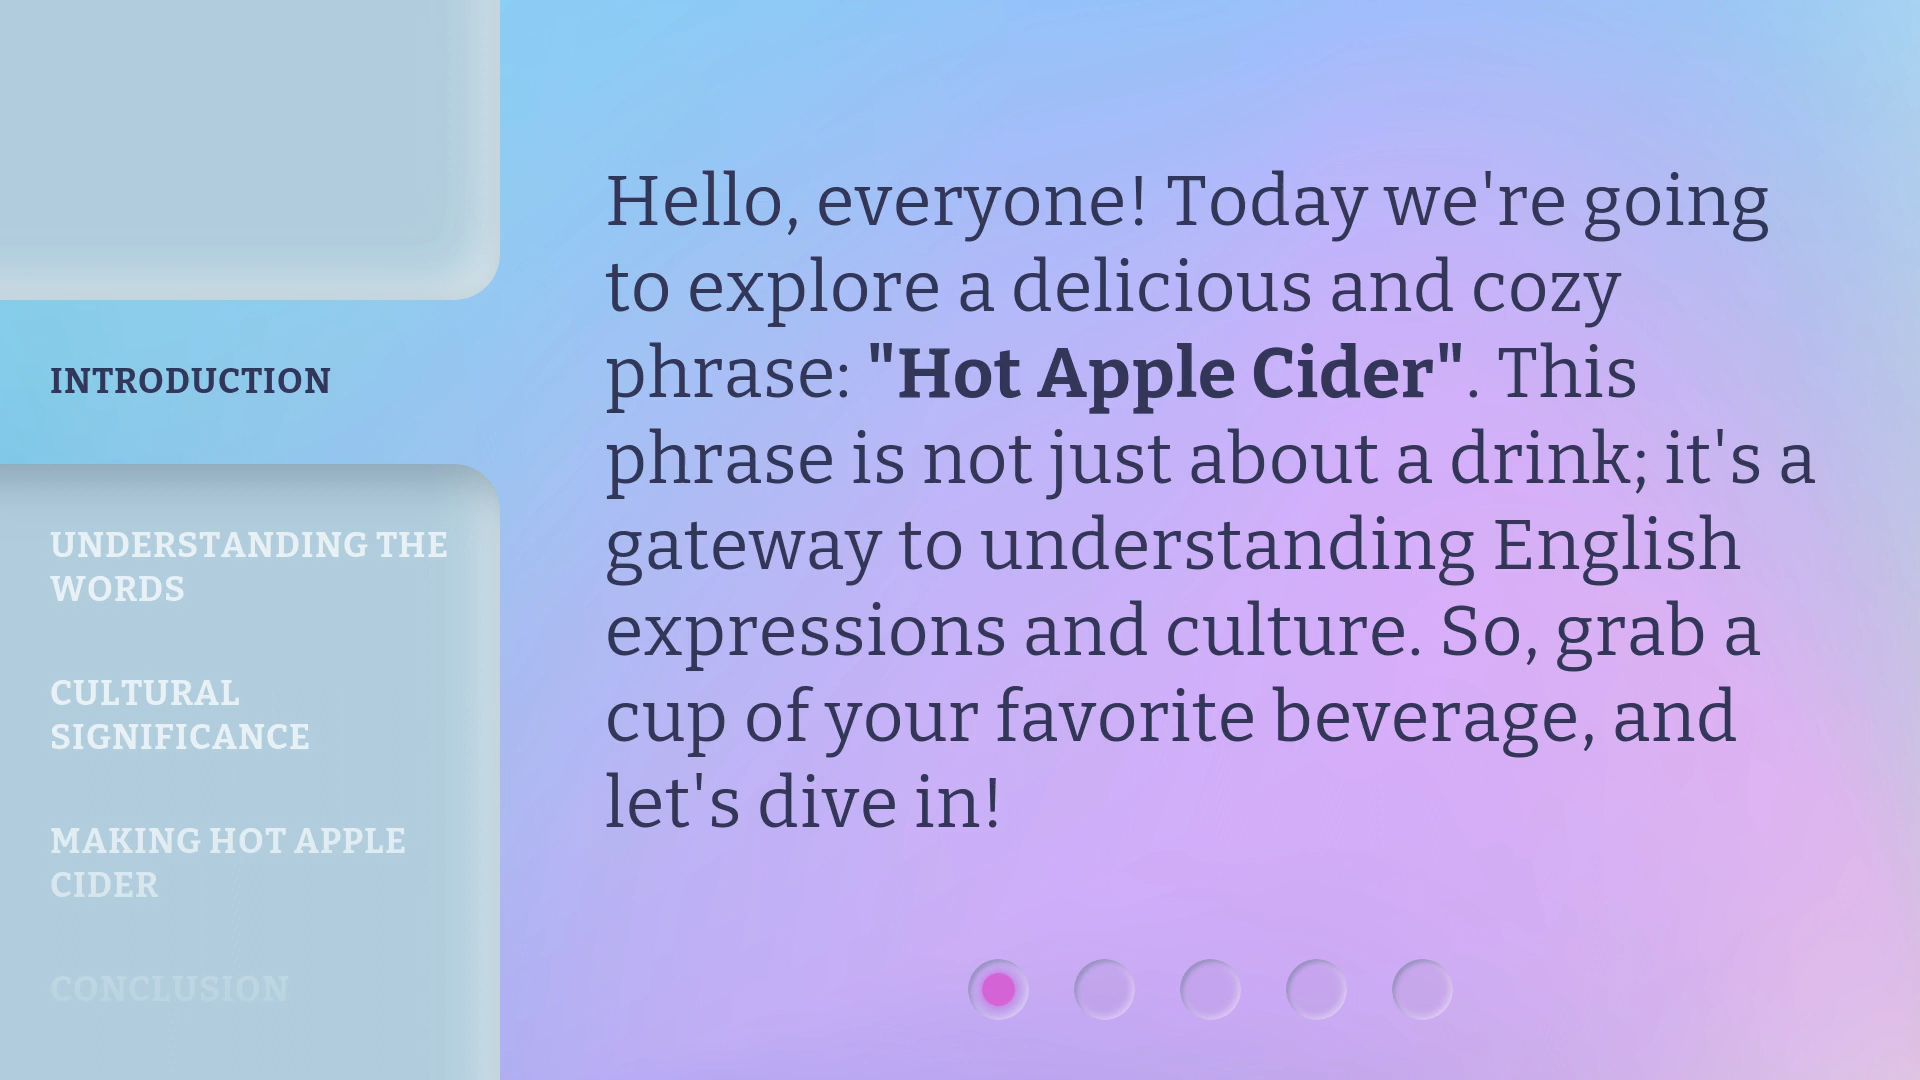 INTRODUCTION
UNDERSTANDING THE
WORDS
CULTURAL
SIGNIFICANCE
MAKING HOT APPLE
CIDER
CONCLUSION
Hello, everyone! Today we're going
to explore a delicious and cozy
phrase: "Hot Apple Cider". This
phrase is not just about a drink; it's a
gateway to understanding English
expressions and culture. So, grab a
cup of your favorite beverage, and
let's dive in!